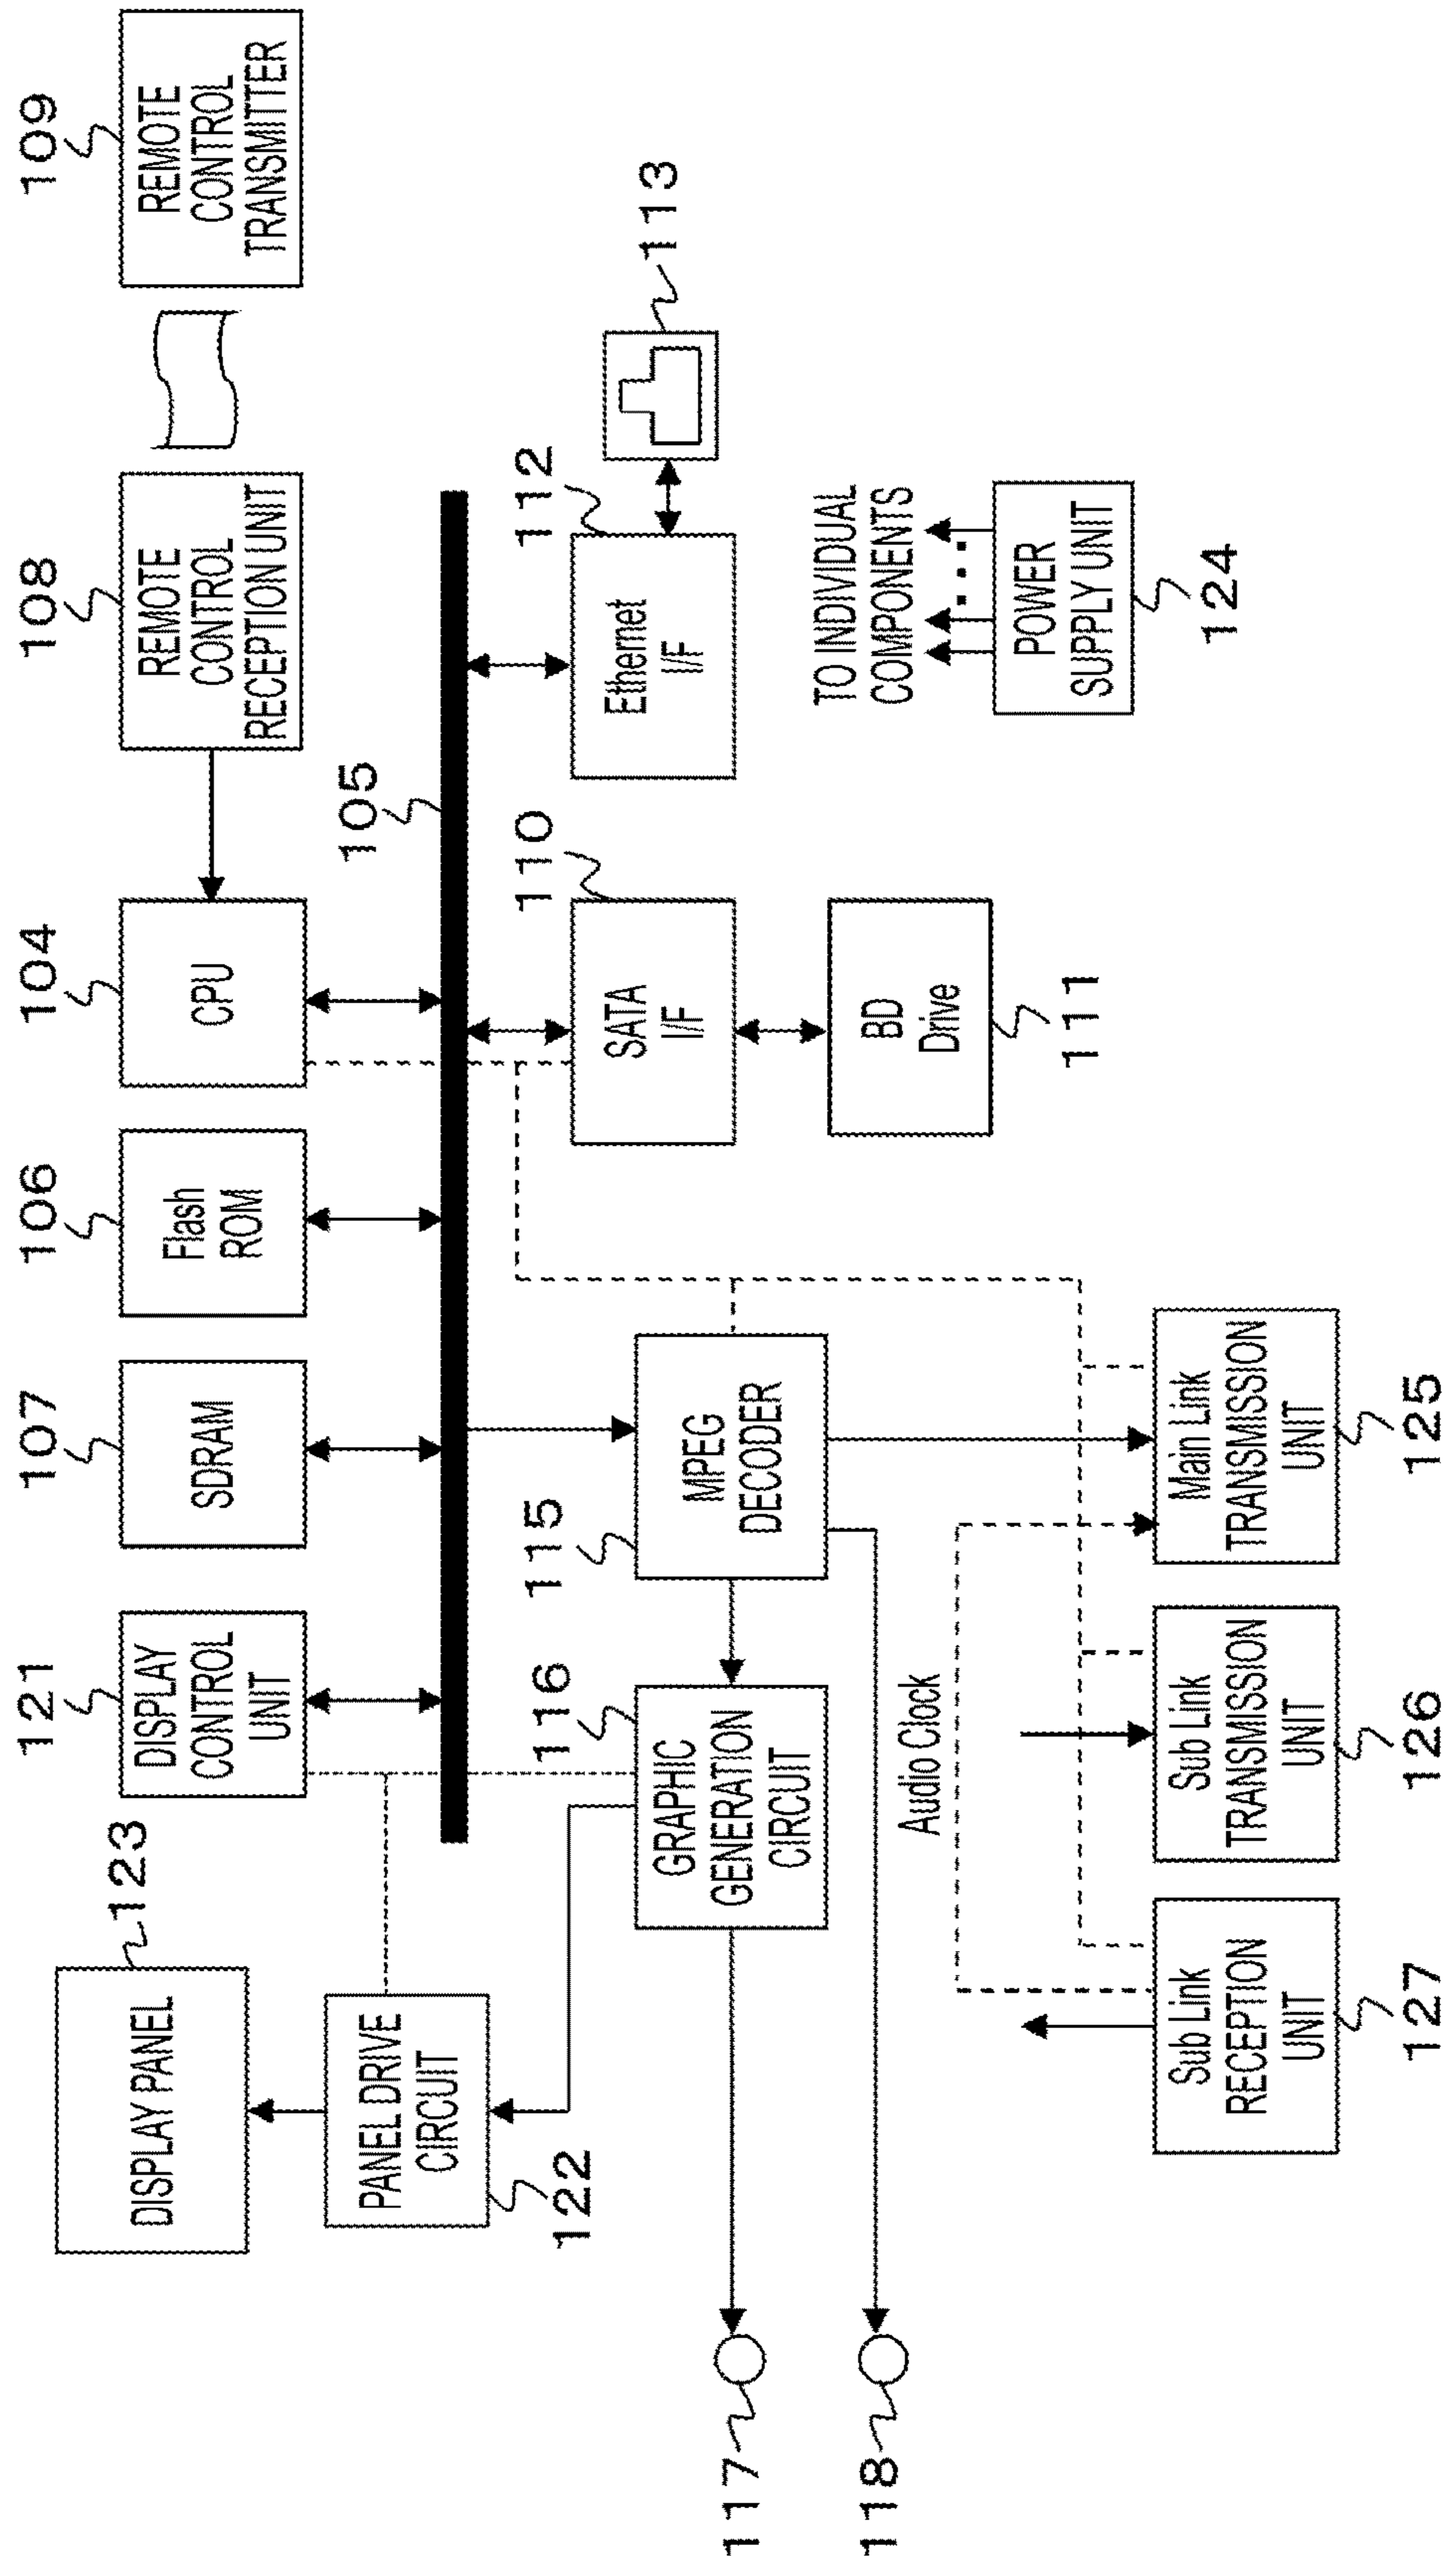 123
DISPLAY PANEL
121
DISPLAY
CONTROL
UNIT
107
SDRAM
106
Flash
ROM
104
CPU
108
REMOTE
CONTROL
RECEPTION UNIT
109
REMOTE
CONTROL
TRANSMITTER
PANEL DRIVE
CIRCUIT
122
105
116
GRAPHIC
GENERATION
CIRCUIT
115
MPEG
DECODER
110
SATA
I/F
112
Ethernet
I/F
113
117
118
Audio Clock
BD
Drive
111
TO INDIVIDUAL
COMPONENTS
POWER
SUPPLY UNIT
124
Sub Link
RECEPTION
UNIT
127
Sub Link
TRANSMISSION
UNIT
126
Main Link
TRANSMISSION
UNIT
125